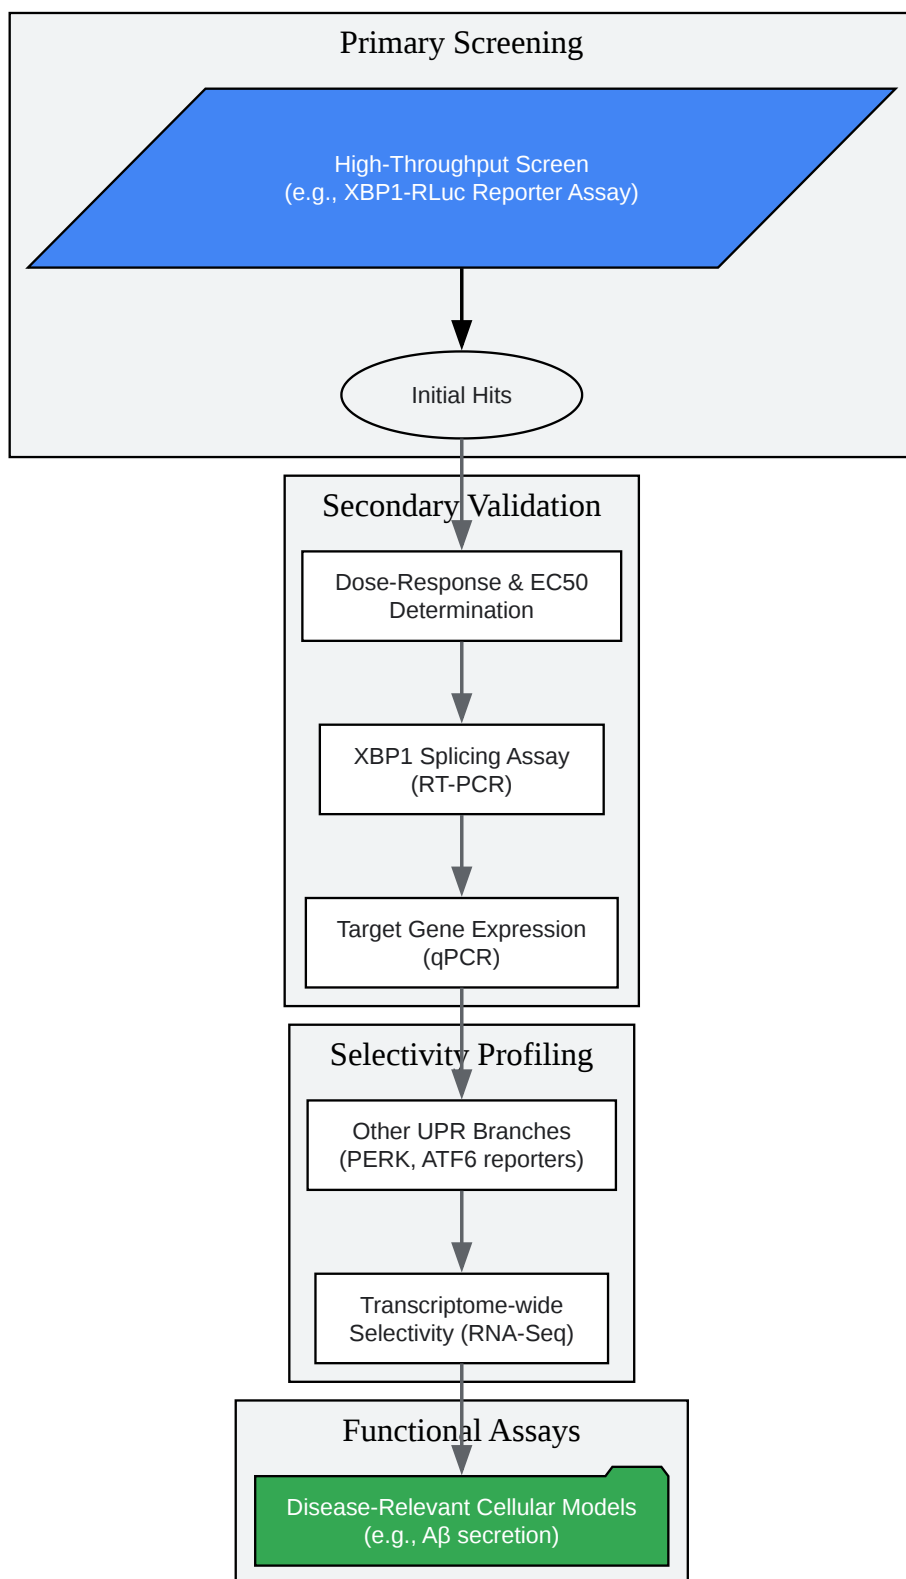 Primary Screening
High-Throughput Screen
(e.g., XBP1-RLuc Reporter Assay)
Initial Hits
Secondary Validation
Dose-Response & EC50
Determination
XBP1 Splicing Assay
(RT-PCR)
Target Gene Expression
(qPCR)
Selectivity Profiling
Other UPR Branches
(PERK, ATF6 reporters)
Transcriptome-wide
Selectivity (RNA-Seq)
Functional Assays
Disease-Relevant Cellular Models
(e.g., Aβ secretion)